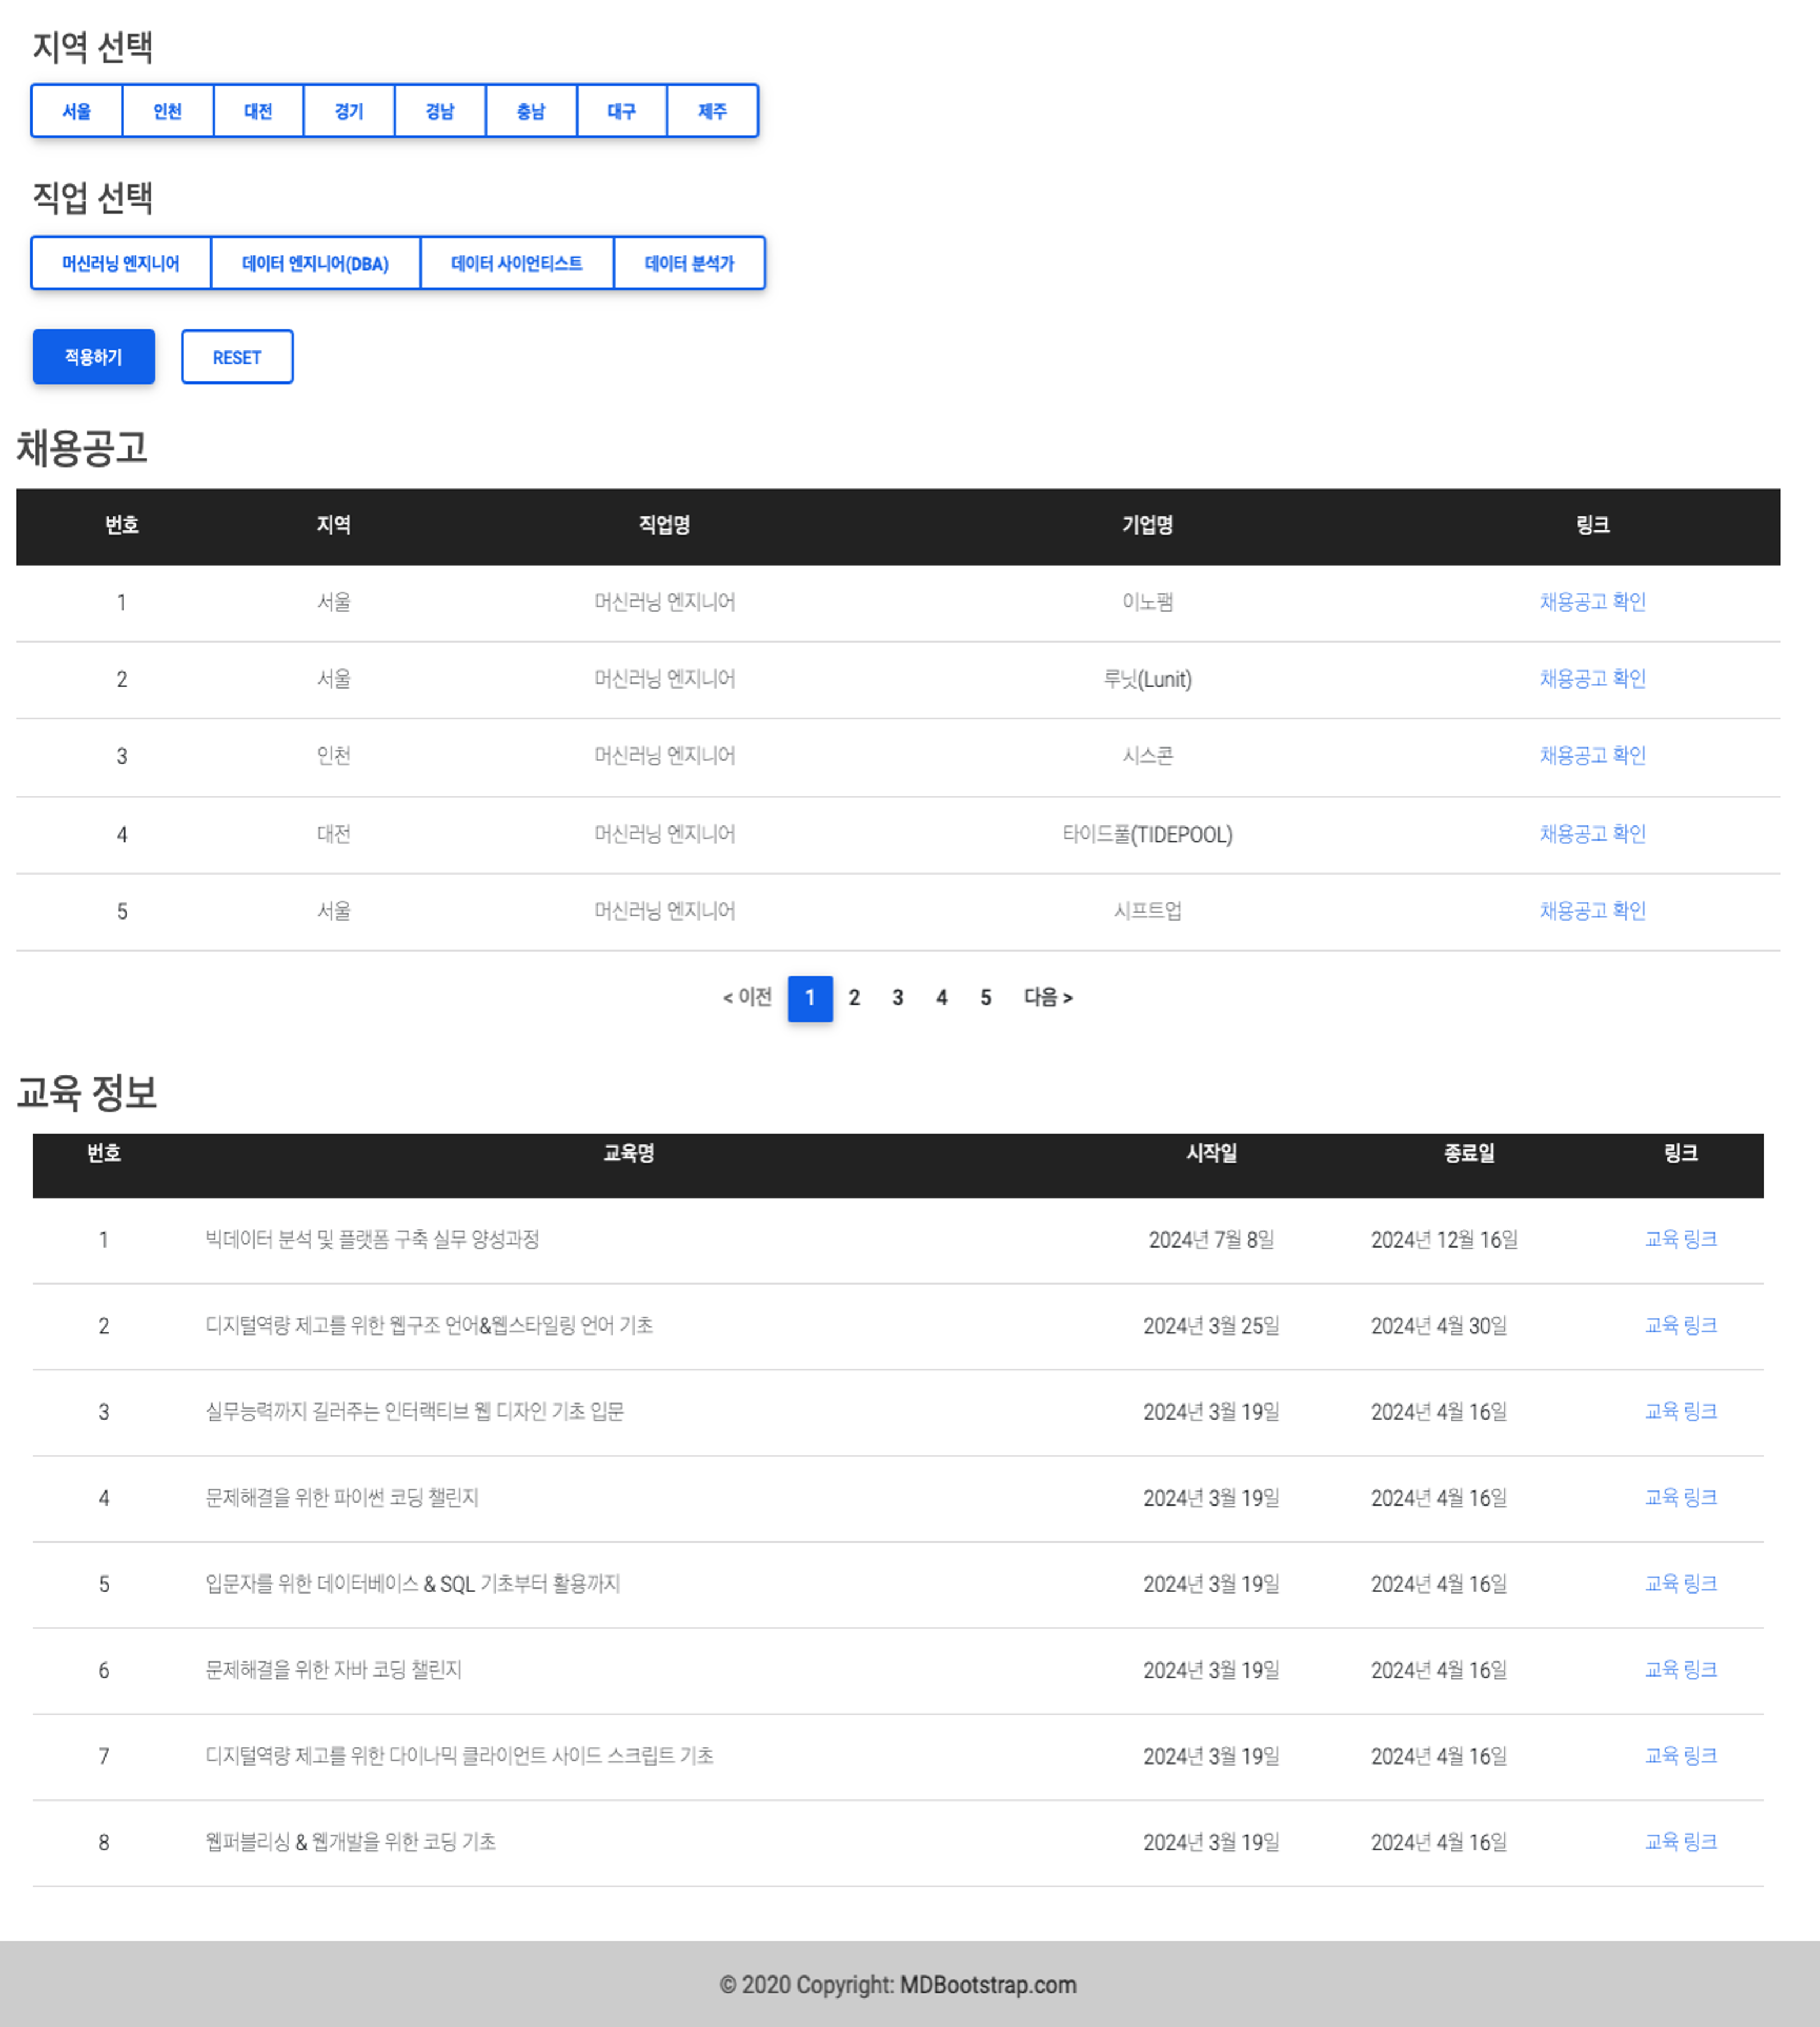 지역 선택
서울 인천 대전 경기 경남 충남 대구 제주
직업 선택
머신러닝 엔지니어 데이터 엔지니어(DBA) 데이터 사이언티스트 데이터 분석가
적용하기 RESET
채용공고
번호 지역 직업명 기업명 링크
1 서울 머신러닝 엔지니어 이노팸 채용공고 확인
2 서울 머신러닝 엔지니어 루닛(Lunit) 채용공고 확인
3 인천 머신러닝 엔지니어 시스콘 채용공고 확인
4 대전 머신러닝 엔지니어 타이드풀(TIDEPOOL) 채용공고 확인
5 서울 머신러닝 엔지니어 시프트업 채용공고 확인
< 이전 1 2 3 4 5 다음 >
교육 정보
번호 교육명 시작일 종료일 링크
1 빅데이터 분석 및 플랫폼 구축 실무 양성과정 2024년 7월 8일 2024년 12월 16일 교육 링크
2 디지털역량 제고를 위한 웹구조 언어&웹스타일링 언어 기초 2024년 3월 25일 2024년 4월 30일 교육 링크
3 실무능력까지 길러주는 인터랙티브 웹 디자인 기초 입문 2024년 3월 19일 2024년 4월 16일 교육 링크
4 문제해결을 위한 파이썬 코딩 챌린지 2024년 3월 19일 2024년 4월 16일 교육 링크
5 입문자를 위한 데이터베이스 & SQL 기초부터 활용까지 2024년 3월 19일 2024년 4월 16일 교육 링크
6 문제해결을 위한 자바 코딩 챌린지 2024년 3월 19일 2024년 4월 16일 교육 링크
7 디지털역량 제고를 위한 다이나믹 클라이언트 사이드 스크립트 기초 2024년 3월 19일 2024년 4월 16일 교육 링크
8 웹퍼블리싱 & 웹개발을 위한 코딩 기초 2024년 3월 19일 2024년 4월 16일 교육 링크
© 2020 Copyright: MDBootstrap.com